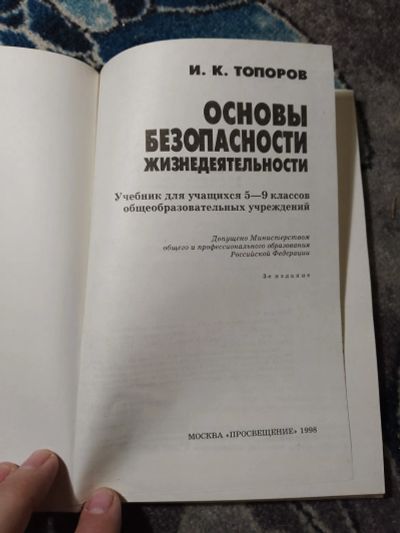 И. К. ТОПОРОВ
ОСНОВЫ
БЕЗОПАСНОСТИ
ЖИЗНЕДЕЯТЕЛЬНОСТИ
Учебник для учащихся 5—9 классов
общеобразовательных учреждений
Допущено Министерством
общего и профессионального образования
Российской Федерации
3-е издание
МОСКВА «ПРОСВЕЩЕНИЕ» 1998